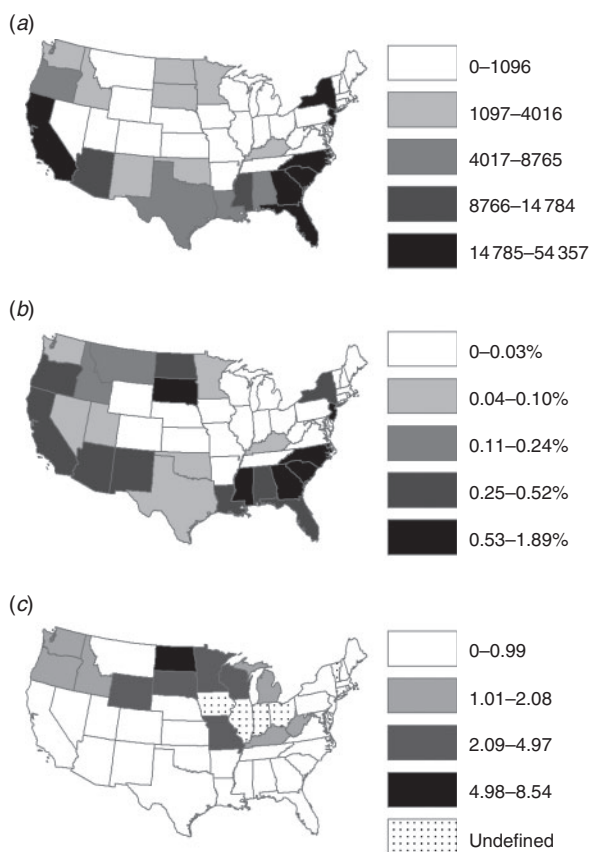 (a)
0–1096
1097–4016
4017–8765
8766–14 784
14 785–54 357
(b)
0–0.03%
0.04–0.10%
0.11–0.24%
0.25–0.52%
0.53–1.89%
(c)
0–0.99
1.01–2.08
2.09–4.97
4.98–8.54
Undefined